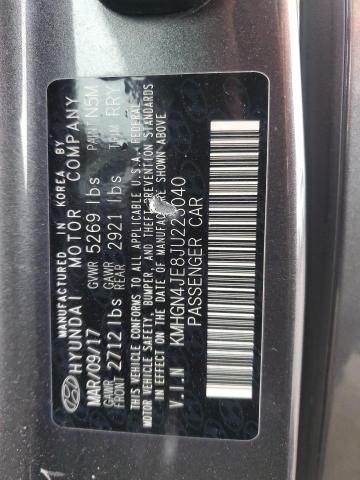 MANUFACTURED IN KOREA BY
HYUNDAI MOTOR COMPANY
MAR/09/17 GVWR 5269 lbs PAINT N5M
GAWR FRONT 2712 lbs GAWR REAR 2921 lbs TRIM RRY
THIS VEHICLE CONFORMS TO ALL APPLICABLE U.S.A. FEDERAL
MOTOR VEHICLE SAFETY, BUMPER, AND THEFT PREVENTION STANDARDS
IN EFFECT ON THE DATE OF MANUFACTURE SHOWN ABOVE
V.I.N KMHGN4JE8JU223040
PASSENGER CAR